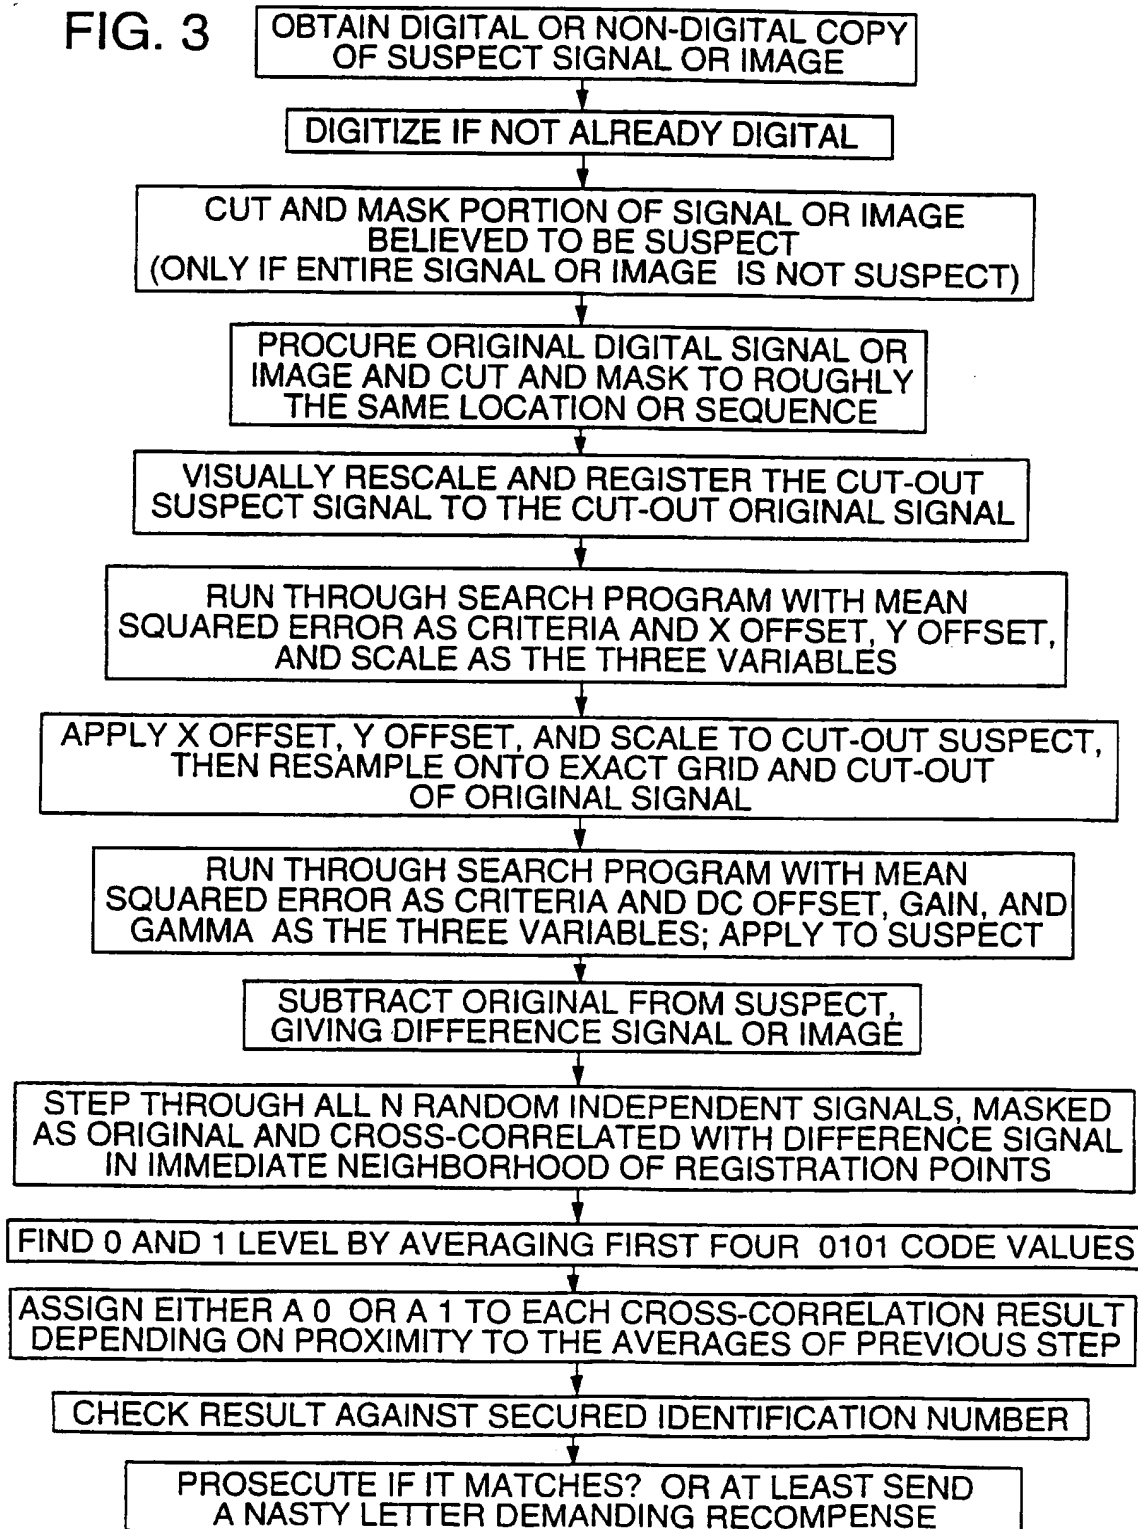 FIG. 3
OBTAIN DIGITAL OR NON-DIGITAL COPY
OF SUSPECT SIGNAL OR IMAGE
DIGITIZE IF NOT ALREADY DIGITAL
CUT AND MASK PORTION OF SIGNAL OR IMAGE
BELIEVED TO BE SUSPECT
(ONLY IF ENTIRE SIGNAL OR IMAGE IS NOT SUSPECT)
PROCURE ORIGINAL DIGITAL SIGNAL OR
IMAGE AND CUT AND MASK TO ROUGHLY
THE SAME LOCATION OR SEQUENCE
VISUALLY RESCALE AND REGISTER THE CUT-OUT
SUSPECT SIGNAL TO THE CUT-OUT ORIGINAL SIGNAL
RUN THROUGH SEARCH PROGRAM WITH MEAN
SQUARED ERROR AS CRITERIA AND X OFFSET, Y OFFSET,
AND SCALE AS THE THREE VARIABLES
APPLY X OFFSET, Y OFFSET, AND SCALE TO CUT-OUT SUSPECT,
THEN RESAMPLE ONTO EXACT GRID AND CUT-OUT
OF ORIGINAL SIGNAL
RUN THROUGH SEARCH PROGRAM WITH MEAN
SQUARED ERROR AS CRITERIA AND DC OFFSET, GAIN, AND
GAMMA AS THE THREE VARIABLES; APPLY TO SUSPECT
SUBTRACT ORIGINAL FROM SUSPECT,
GIVING DIFFERENCE SIGNAL OR IMAGE
STEP THROUGH ALL N RANDOM INDEPENDENT SIGNALS, MASKED
AS ORIGINAL AND CROSS-CORRELATED WITH DIFFERENCE SIGNAL
IN IMMEDIATE NEIGHBORHOOD OF REGISTRATION POINTS
FIND 0 AND 1 LEVEL BY AVERAGING FIRST FOUR 0101 CODE VALUES
ASSIGN EITHER A 0 OR A 1 TO EACH CROSS-CORRELATION RESULT
DEPENDING ON PROXIMITY TO THE AVERAGES OF PREVIOUS STEP
CHECK RESULT AGAINST SECURED IDENTIFICATION NUMBER
PROSECUTE IF IT MATCHES? OR AT LEAST SEND
A NASTY LETTER DEMANDING RECOMPENSE